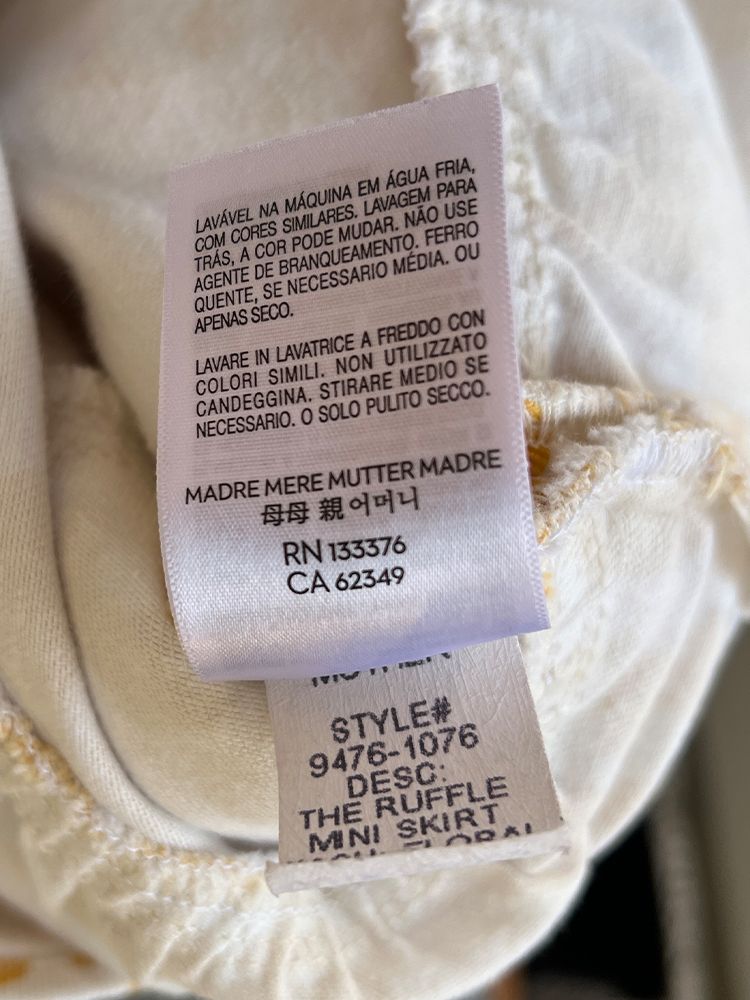 LAVÁVEL NA MÁQUINA EM ÁGUA FRIA,
COM CORES SIMILARES. LAVAGEM PARA
TRÁS, A COR PODE MUDAR. NÃO USE
AGENTE DE BRANQUEAMENTO. FERRO
QUENTE, SE NECESSARIO MÉDIA. OU
APENAS SECO.
LAVARE IN LAVATRICE A FREDDO CON
COLORI SIMILI. NON UTILIZZATO
CANDEGGINA. STIRARE MEDIO SE
NECESSARIO. O SOLO PULITO SECCO.
MADRE MERE MUTTER MADRE
母母 親 어머니
RN 133376
CA 62349
MOTHER
STYLE#
9476-1076
DESC:
THE RUFFLE
MINI SKIRT
FLORAL